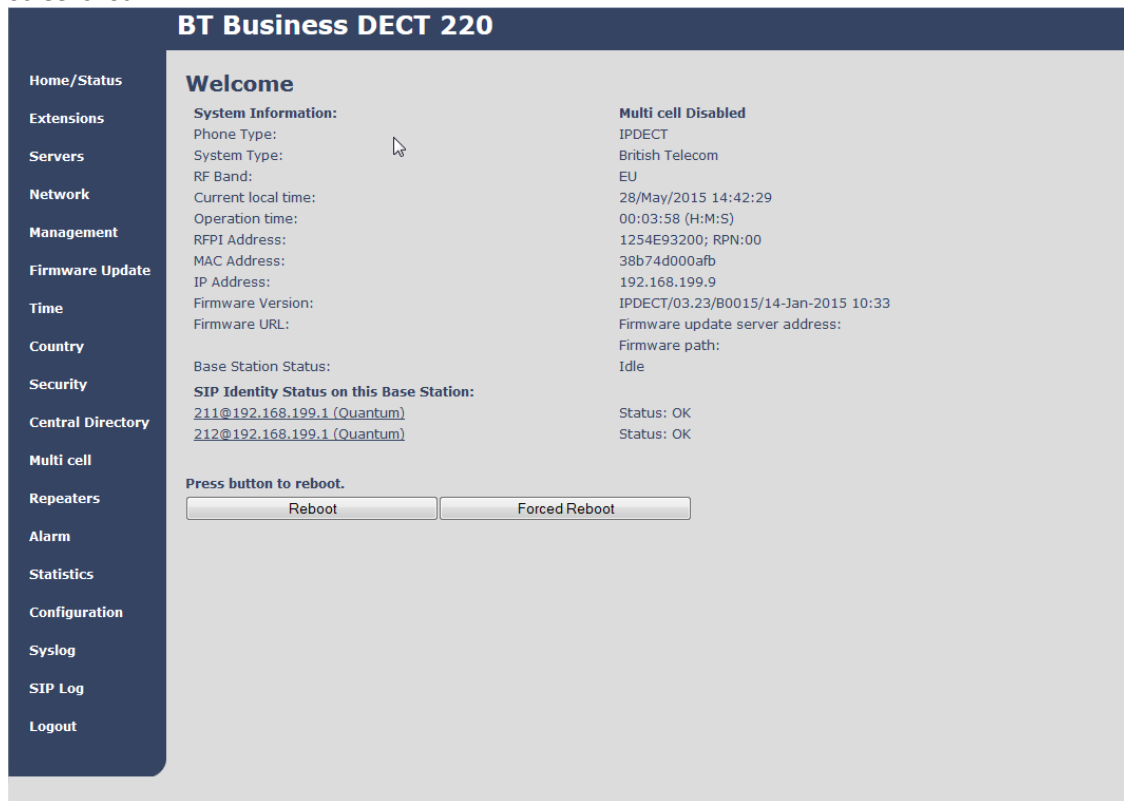 BT Business DECT 220
Home/Status
Extensions
Servers
Network
Management
Firmware Update
Time
Country
Security
Central Directory
Multi cell
Repeaters
Alarm
Statistics
Configuration
Syslog
SIP Log
Logout
Welcome
System Information: Multi cell Disabled
Phone Type: IPDECT
System Type: British Telecom
RF Band: EU
Current local time: 28/May/2015 14:42:29
Operation time: 00:03:58 (H:M:S)
RFPI Address: 1254E93200; RPN:00
MAC Address: 38b74d000afb
IP Address: 192.168.199.9
Firmware Version: IPDECT/03.23/B0015/14-Jan-2015 10:33
Firmware URL: Firmware update server address:
Firmware path:
Base Station Status: Idle
SIP Identity Status on this Base Station:
211@192.168.199.1 (Quantum) Status: OK
212@192.168.199.1 (Quantum) Status: OK
Press button to reboot.
Reboot Forced Reboot